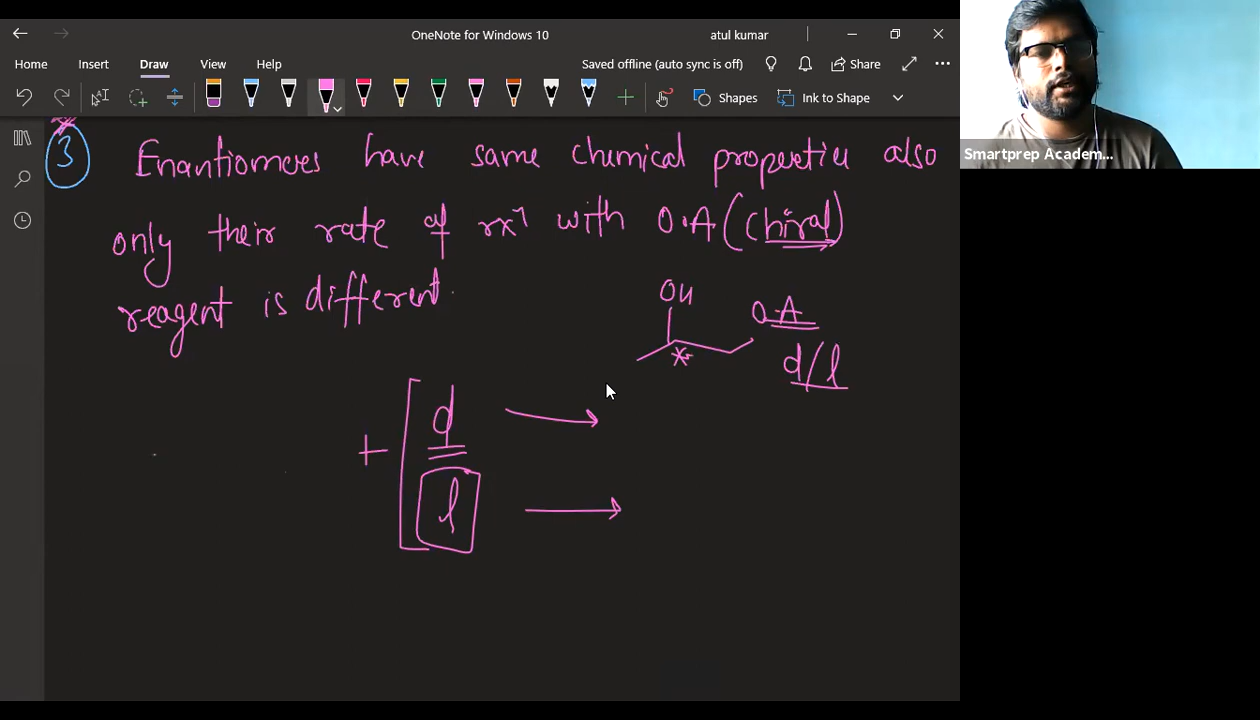 OneNote for Windows 10
atul kumar
Home Insert Draw View Help
Saved offline (auto sync is off)
Share
Shapes
Ink to Shape
Smartprep Academ...
3 Enantiomers have same chemical propertie also
only their rate of rxn with O.A (Chiral)
reagent is different.
OH
*
O.A
d/l
+
d
l